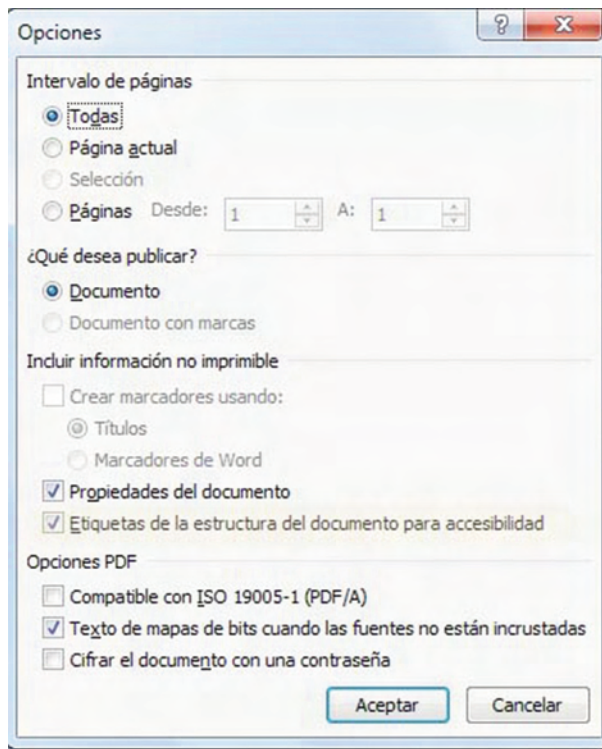 Opciones
Intervalo de páginas
Todas
Página actual
Selección
Páginas Desde: 1 A: 1
¿Qué desea publicar?
Documento
Documento con marcas
Incluir información no imprimible
Crear marcadores usando:
Títulos
Marcadores de Word
Propiedades del documento
Etiquetas de la estructura del documento para accesibilidad
Opciones PDF
Compatible con ISO 19005-1 (PDF/A)
Texto de mapas de bits cuando las fuentes no están incrustadas
Cifrar el documento con una contraseña
Aceptar Cancelar